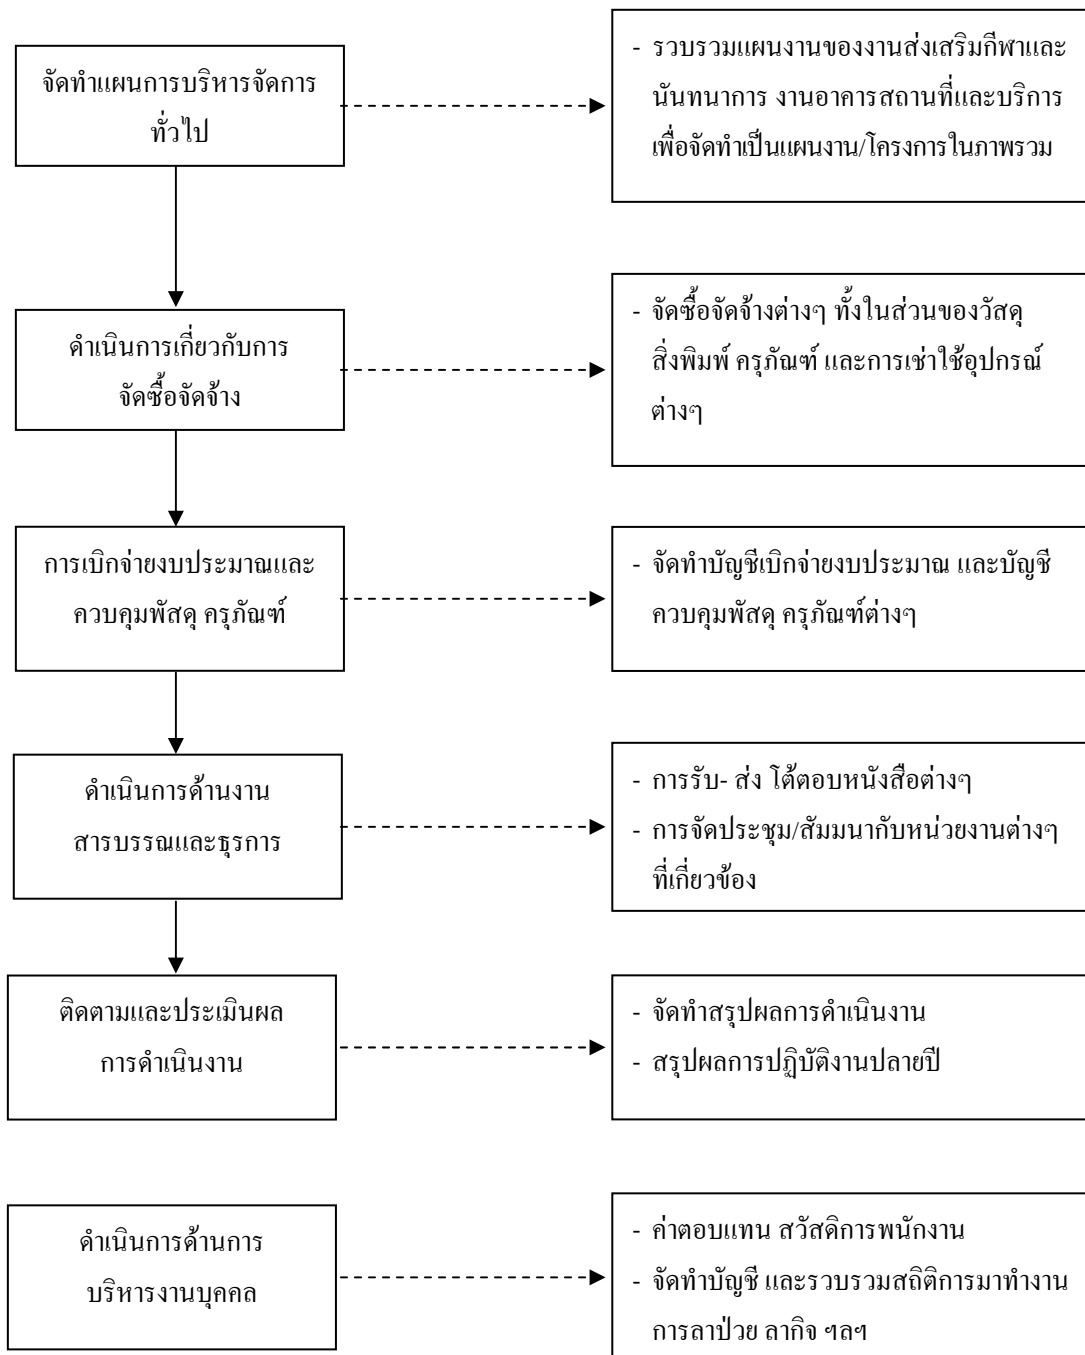 จัดทำแผนการบริหารจัดการ
ทั่วไป
- รวบรวมแผนงานของงานส่งเสริมกีฬาและ
นันทนาการ งานอาคารสถานที่และบริการ
เพื่อจัดทำเป็นแผนงาน/โครงการในภาพรวม
ดำเนินการเกี่ยวกับการ
จัดซื้อจัดจ้าง
- จัดซื้อจัดจ้างต่างๆ ทั้งในส่วนของวัสดุ
สิ่งพิมพ์ ครุภัณฑ์ และการเช่าใช้อุปกรณ์
ต่างๆ
การเบิกจ่ายงบประมาณและ
ควบคุมพัสดุ ครุภัณฑ์
- จัดทำบัญชีเบิกจ่ายงบประมาณ และบัญชี
ควบคุมพัสดุ ครุภัณฑ์ต่างๆ
ดำเนินการด้านงาน
สารบรรณและธุรการ
- การรับ- ส่ง โต้ตอบหนังสือต่างๆ
- การจัดประชุม/สัมมนากับหน่วยงานต่างๆ
ที่เกี่ยวข้อง
ติดตามและประเมินผล
การดำเนินงาน
- จัดทำสรุปผลการดำเนินงาน
- สรุปผลการปฏิบัติงานปลายปี
ดำเนินการด้านการ
บริหารงานบุคคล
- ค่าตอบแทน สวัสดิการพนักงาน
- จัดทำบัญชี และรวบรวมสถิติการมาทำงาน
การลาป่วย ลากิจ ฯลฯ